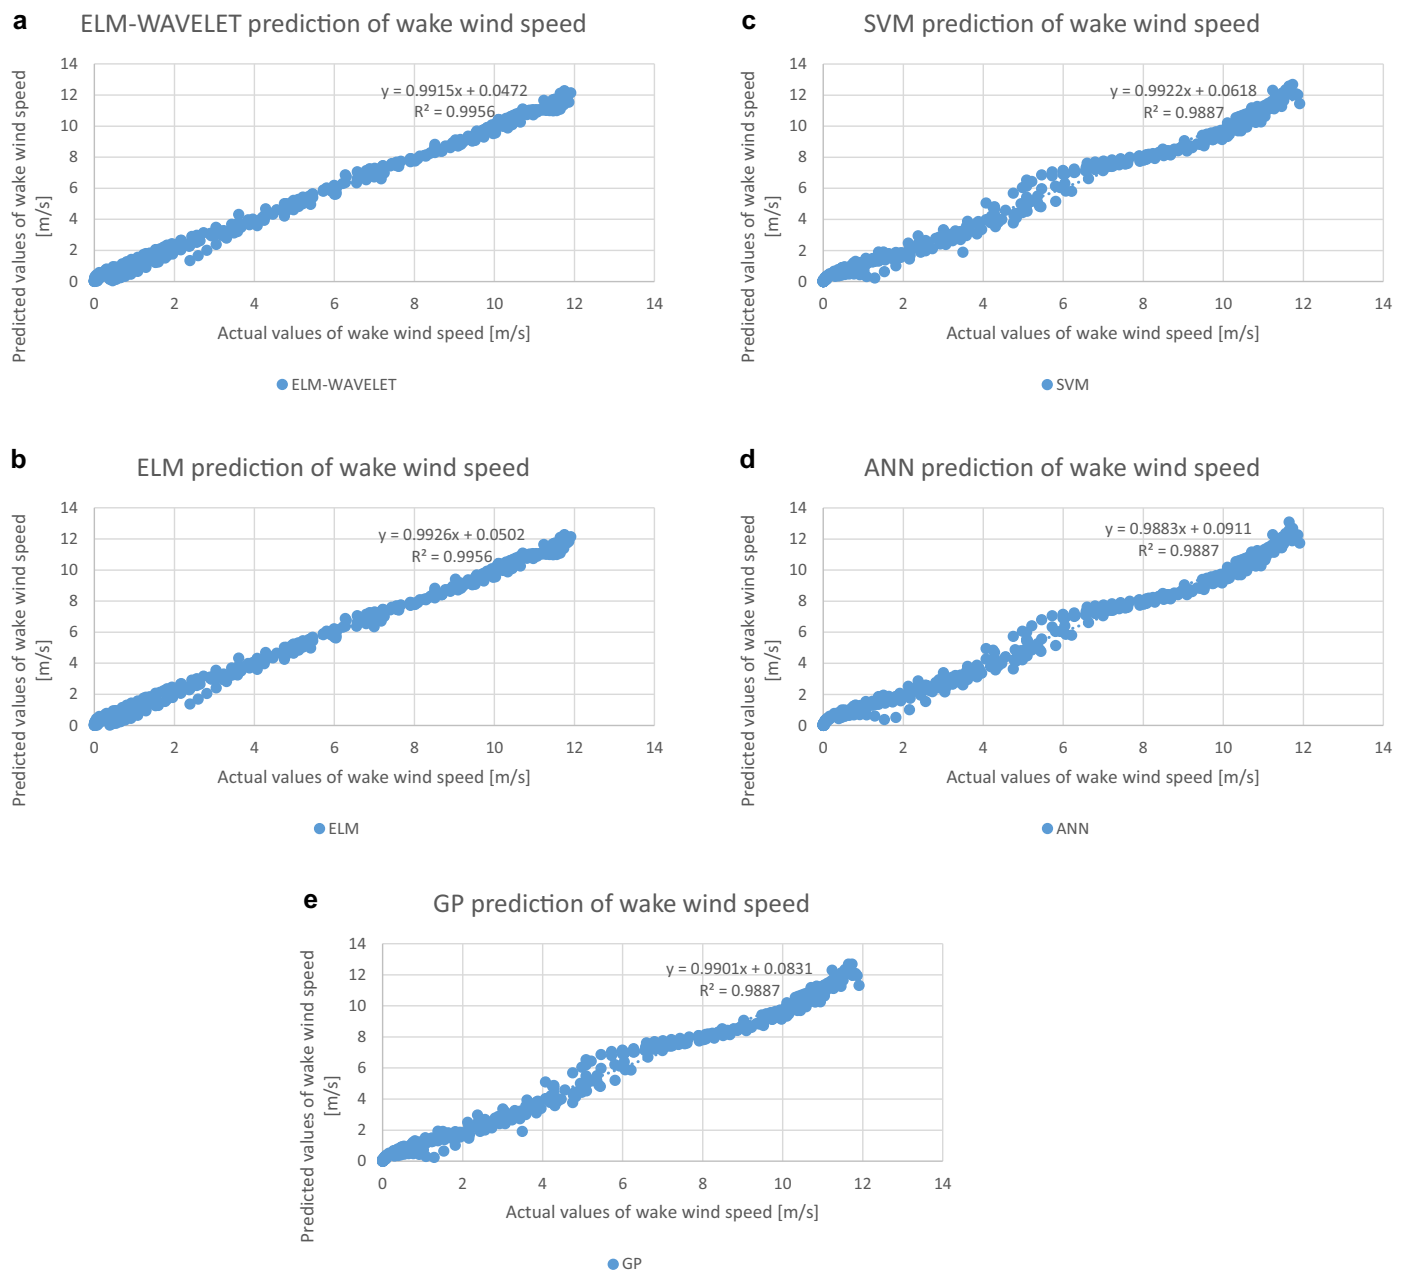 a
ELM-WAVELET prediction of wake wind speed
Predicted values of wake wind speed
[m/s]
14
12
10
8
6
4
2
0
y = 0.9915x + 0.0472
R² = 0.9956
0 2 4 6 8 10 12 14
Actual values of wake wind speed [m/s]
ELM-WAVELET
c
SVM prediction of wake wind speed
Predicted values of wake wind speed
[m/s]
14
12
10
8
6
4
2
0
y = 0.9922x + 0.0618
R² = 0.9887
0 2 4 6 8 10 12 14
Actual values of wake wind speed [m/s]
SVM
b
ELM prediction of wake wind speed
Predicted values of wake wind speed
[m/s]
14
12
10
8
6
4
2
0
y = 0.9926x + 0.0502
R² = 0.9956
0 2 4 6 8 10 12 14
Actual values of wake wind speed [m/s]
ELM
d
ANN prediction of wake wind speed
Predicted values of wake wind speed
[m/s]
14
12
10
8
6
4
2
0
y = 0.9883x + 0.0911
R² = 0.9887
0 2 4 6 8 10 12 14
Actual values of wake wind speed [m/s]
ANN
e
GP prediction of wake wind speed
Predicted values of wake wind speed
[m/s]
14
12
10
8
6
4
2
0
y = 0.9901x + 0.0831
R² = 0.9887
0 2 4 6 8 10 12 14
Actual values of wake wind speed [m/s]
GP